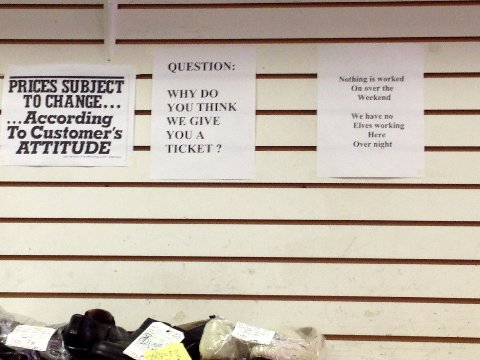 PRICES SUBJECT
TO CHANGE...
...According
To Customer's
ATTITUDE
QUESTION:
WHY DO
YOU THINK
WE GIVE
YOU A
TICKET ?
Nothing is worked
On over the
Weekend
We have no
Elves working
Here
Over night